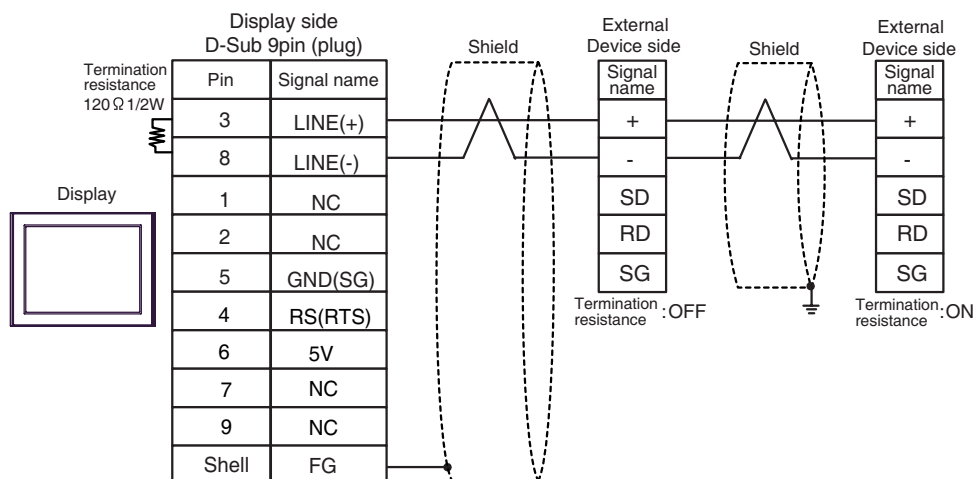 Display side
D-Sub 9pin (plug)
Shield
External
Device side
Shield
External
Device side
Termination
resistance
120Ω1/2W
Pin Signal name
Signal
name
Signal
name
3 LINE(+) + +
8 LINE(-) - -
Display
1 NC SD SD
2 NC RD RD
5 GND(SG) SG SG
Termination
resistance :OFF
Termination
resistance :ON
4 RS(RTS)
6 5V
7 NC
9 NC
Shell FG